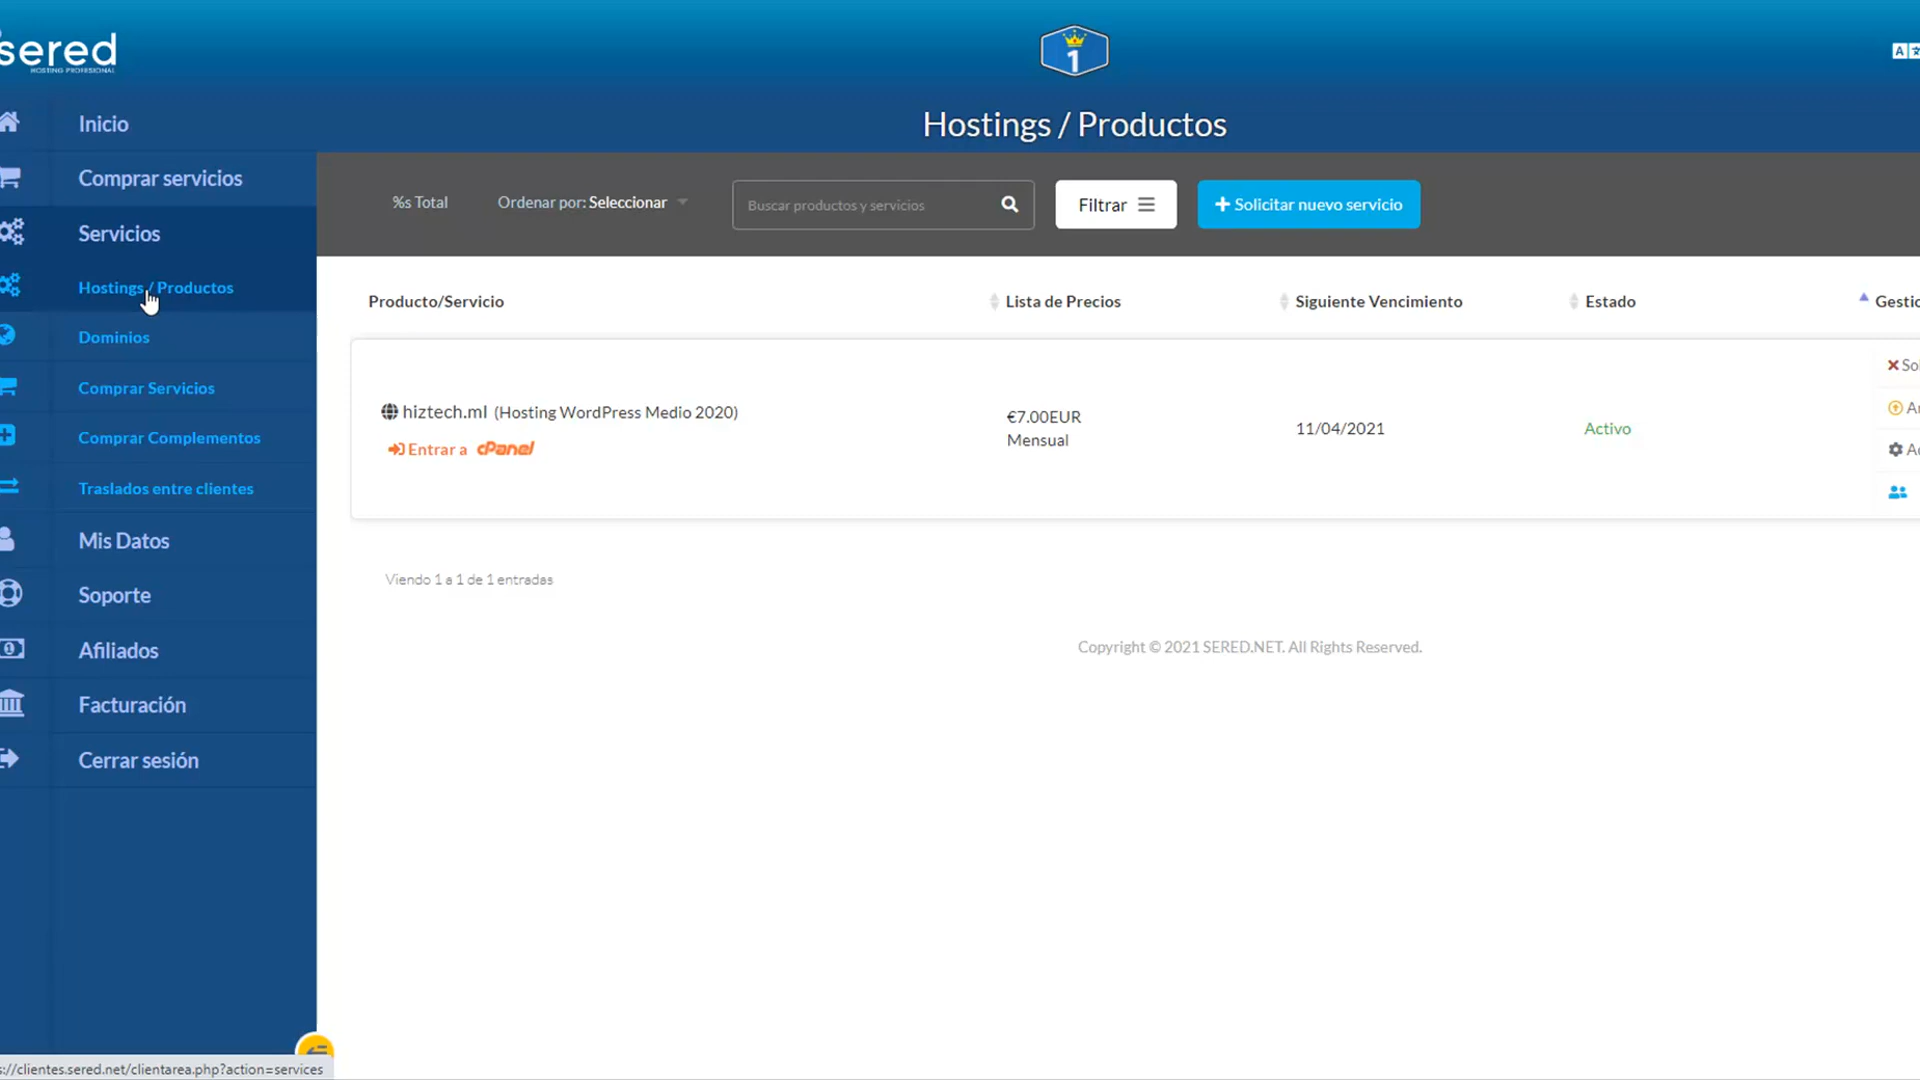 sered
HOSTING PROFESIONAL
1
Hostings / Productos
Inicio
Comprar servicios
Servicios
Hostings / Productos
Dominios
Comprar Servicios
Comprar Complementos
Traslados entre clientes
Mis Datos
Soporte
Afiliados
Facturación
Cerrar sesión
%s Total
Ordenar por: Seleccionar
Buscar productos y servicios
Filtrar
Solicitar nuevo servicio
Producto/Servicio
Lista de Precios
Siguiente Vencimiento
Estado
Gestio
hiztech.ml (Hosting WordPress Medio 2020)
Entrar a cPanel
€7.00EUR
Mensual
11/04/2021
Activo
Viendo 1 a 1 de 1 entradas
Copyright © 2021 SERED.NET. All Rights Reserved.
s://clientes.sered.net/clientarea.php?action=services